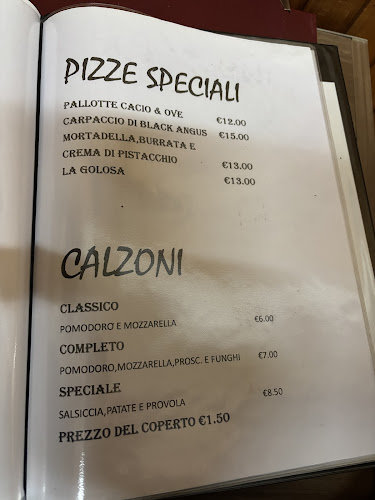 PIZZE SPECIALI
PALLOTTE CACIO & OVE €12.00
CARPACCIO DI BLACK ANGUS €15.00
MORTADELLA,BURRATA E
CREMA DI PISTACCHIO €13.00
LA GOLOSA €13.00
CALZONI
CLASSICO
POMODORO E MOZZARELLA €6.00
COMPLETO
POMODORO,MOZZARELLA,PROSC. E FUNGHI €7.00
SPECIALE
SALSICCIA,PATATE E PROVOLA €8.50
PREZZO DEL COPERTO €1.50